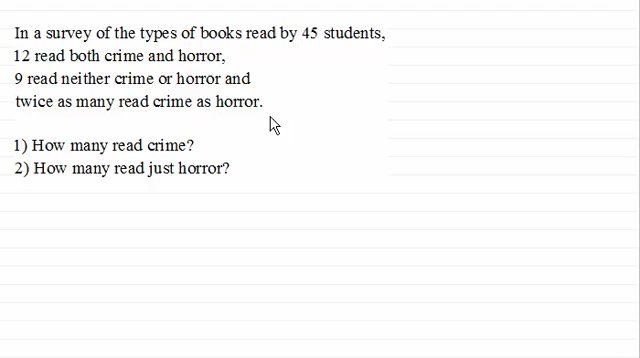 In a survey of the types of books read by 45 students,
12 read both crime and horror,
9 read neither crime or horror and
twice as many read crime as horror.
1) How many read crime?
2) How many read just horror?